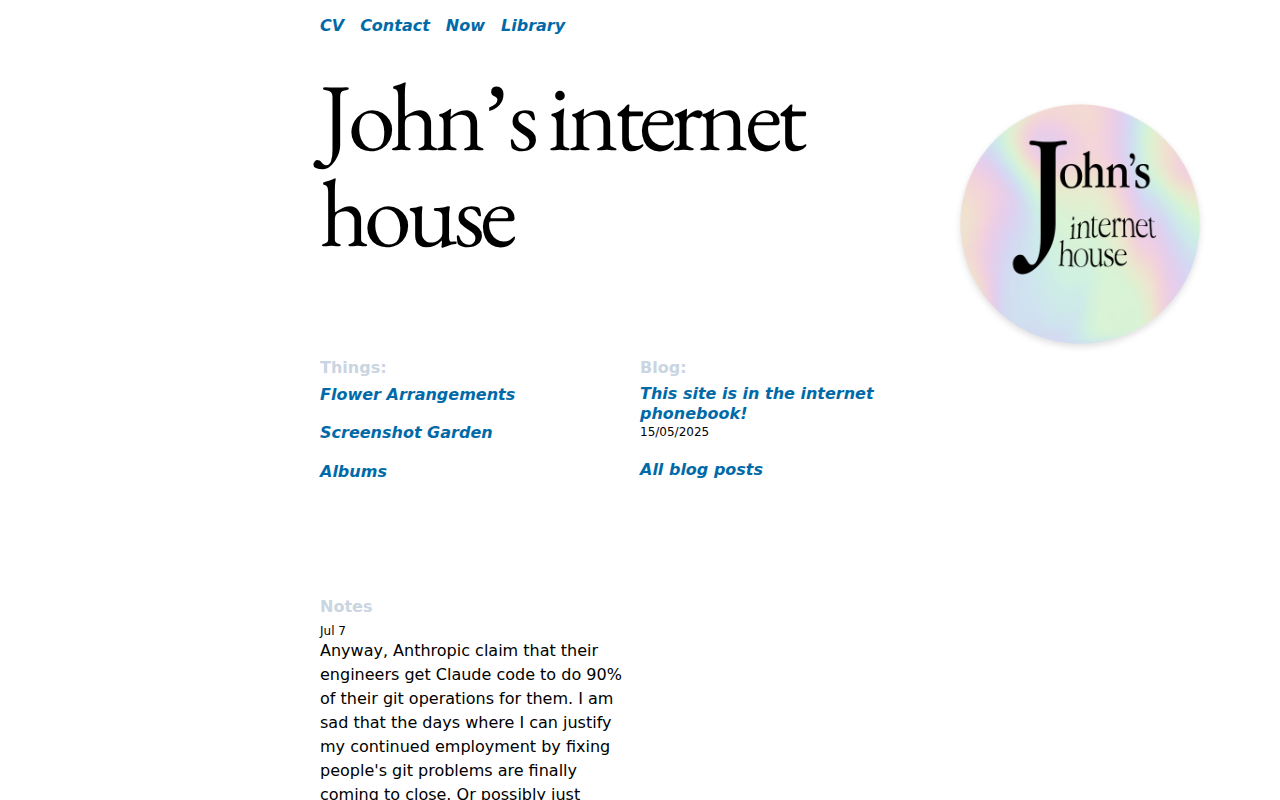 CV Contact Now Library
John’s internet
house
John’s
internet
house
Things:
Flower Arrangements
Screenshot Garden
Albums
Blog:
This site is in the internet
phonebook!
15/05/2025
All blog posts
Notes
Jul 7
Anyway, Anthropic claim that their
engineers get Claude code to do 90%
of their git operations for them. I am
sad that the days where I can justify
my continued employment by fixing
people's git problems are finally
coming to close. Or possibly just